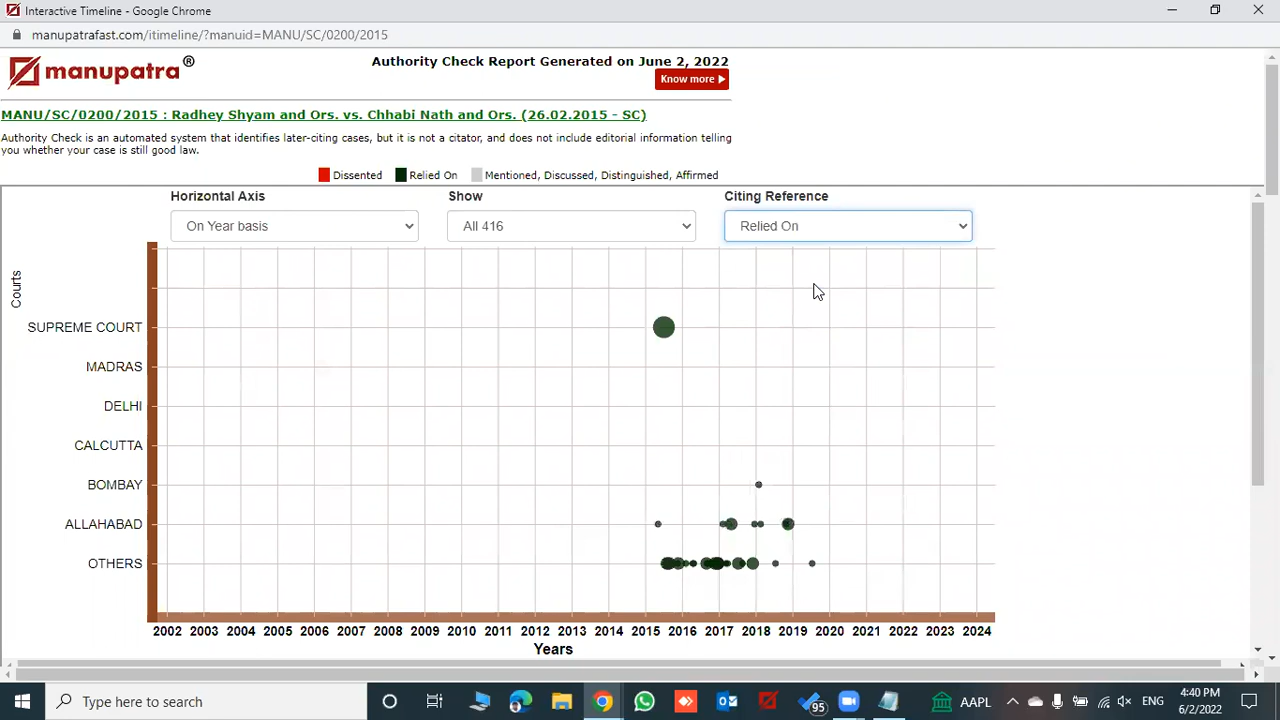 Interactive Timeline - Google Chrome
manupatrafast.com/itimeline/?manuid=MANU/SC/0200/2015
manupatra®
Authority Check Report Generated on June 2, 2022
Know more
MANU/SC/0200/2015 : Radhey Shyam and Ors. vs. Chhabi Nath and Ors. (26.02.2015 - SC)
Authority Check is an automated system that identifies later-citing cases, but it is not a citator, and does not include editorial information telling
you whether your case is still good law.
Dissented Relied On Mentioned, Discussed, Distinguished, Affirmed
Horizontal Axis Show Citing Reference
On Year basis All 416 Relied On
Courts
SUPREME COURT
MADRAS
DELHI
CALCUTTA
BOMBAY
ALLAHABAD
OTHERS
2002 2003 2004 2005 2006 2007 2008 2009 2010 2011 2012 2013 2014 2015 2016 2017 2018 2019 2020 2021 2022 2023 2024
Years
Type here to search
95
AAPL
ENG
4:40 PM
6/2/2022